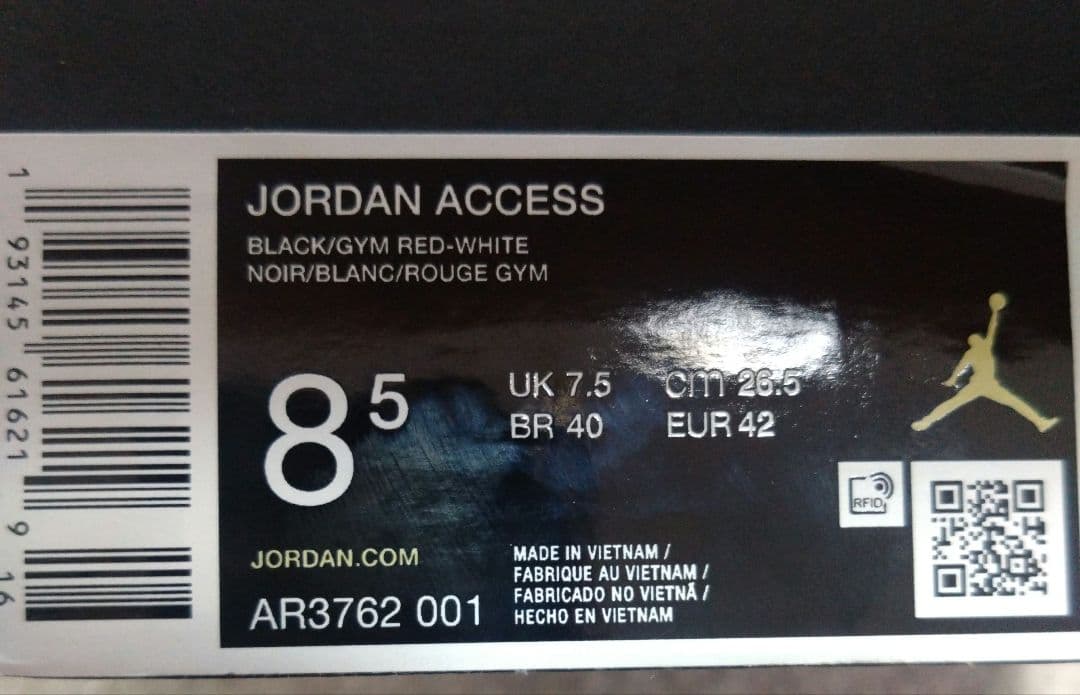 JORDAN ACCESS
BLACK/GYM RED-WHITE
NOIR/BLANC/ROUGE GYM
8 5
UK 7.5 cm 26.5
BR 40 EUR 42
RFID
JORDAN.COM
AR3762 001
MADE IN VIETNAM /
FABRIQUE AU VIETNAM /
FABRICADO NO VIETNÃ /
HECHO EN VIETNAM
1 93145 61621 9 16